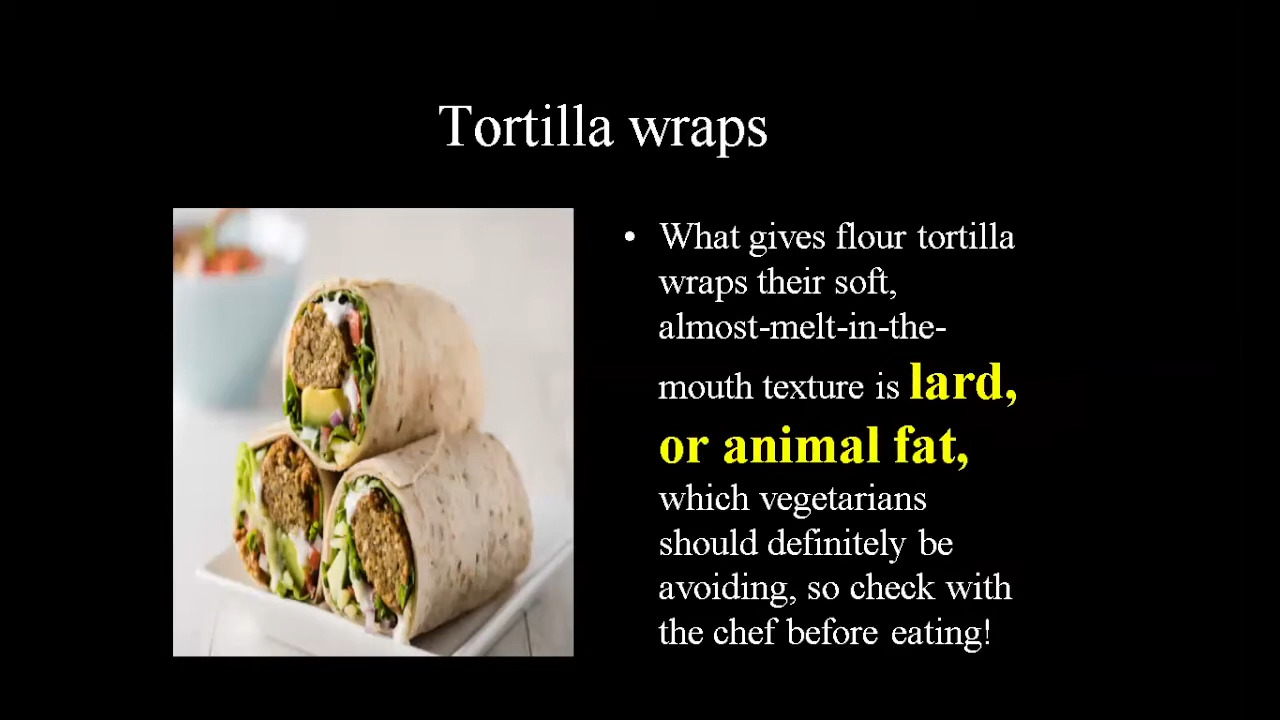 Tortilla wraps
• What gives flour tortilla
wraps their soft,
almost-melt-in-the-
mouth texture is lard,
or animal fat,
which vegetarians
should definitely be
avoiding, so check with
the chef before eating!